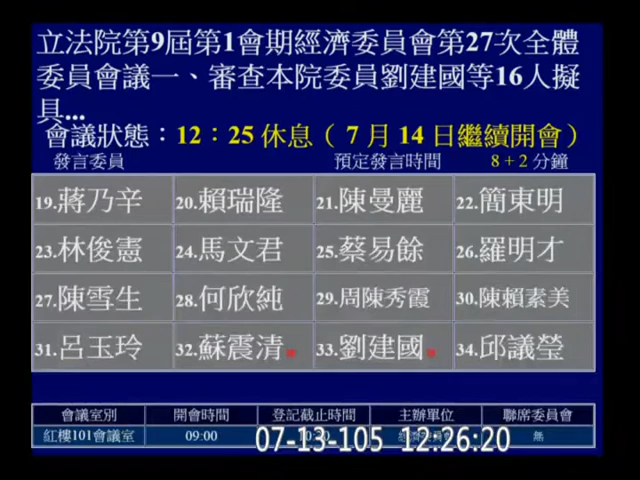 立法院第9屆第1會期經濟委員會第27次全體
委員會議一、審查本院委員劉建國等16人擬
具...
會議狀態：12：25休息（7月14日繼續開會）
發言委員 預定發言時間 8+2分鐘
19.蔣乃辛 20.賴瑞隆 21.陳曼麗 22.簡東明
23.林俊憲 24.馬文君 25.蔡易餘 26.羅明才
27.陳雪生 28.何欣純 29.周陳秀霞 30.陳賴素美
31.呂玉玲 32.蘇震清 33.劉建國 34.邱議瑩
會議室別 開會時間 登記截止時間 主辦單位 聯席委員會
紅樓101會議室 09:00 無
07-13-105 12:26:20